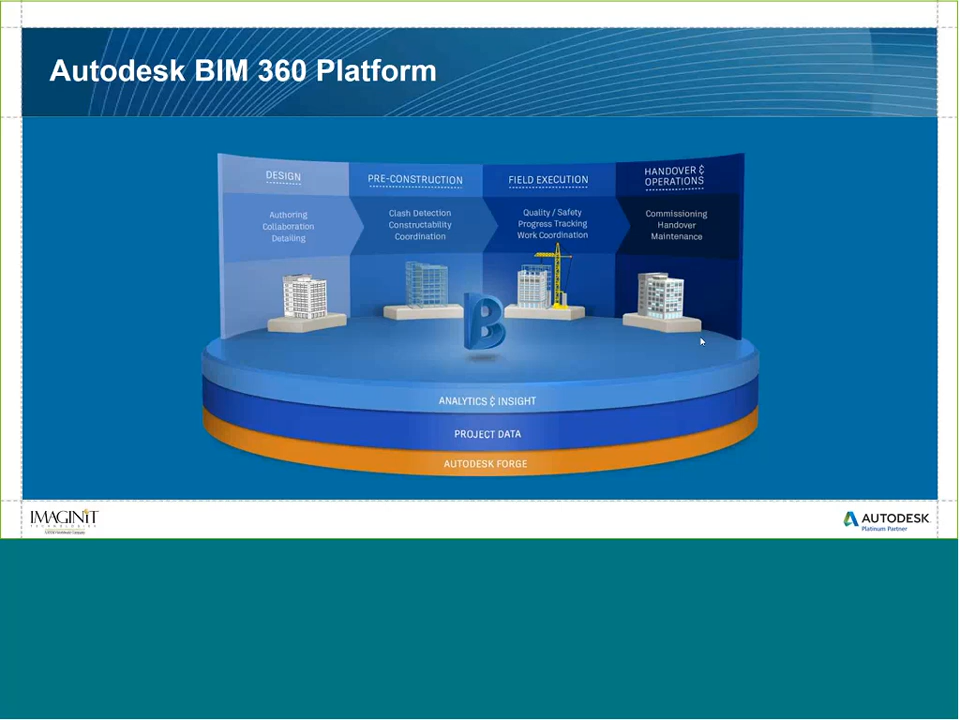 Autodesk BIM 360 Platform
DESIGN
Authoring
Collaboration
Detailing
PRE-CONSTRUCTION
Clash Detection
Constructability
Coordination
FIELD EXECUTION
Quality / Safety
Progress Tracking
Work Coordination
HANDOVER &
OPERATIONS
Commissioning
Handover
Maintenance
B
ANALYTICS & INSIGHT
PROJECT DATA
AUTODESK FORGE
IMAGINiT
TECHNOLOGIES
AUTODESK
Platinum Partner